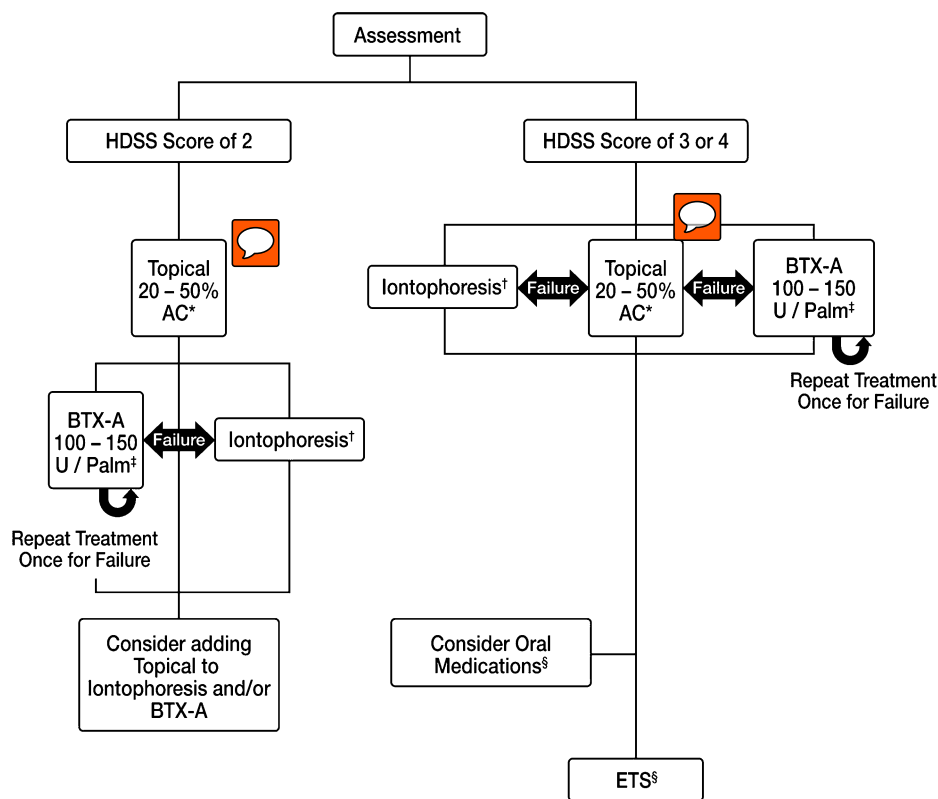 Assessment
HDSS Score of 2
HDSS Score of 3 or 4
Topical
20 – 50%
AC*
Iontophoresis†
Failure
Topical
20 – 50%
AC*
Failure
BTX-A
100 – 150
U / Palm‡
Repeat Treatment
Once for Failure
BTX-A
100 – 150
U / Palm‡
Failure
Iontophoresis†
Repeat Treatment
Once for Failure
Consider adding
Topical to
Iontophoresis and/or
BTX-A
Consider Oral
Medications§
ETS§